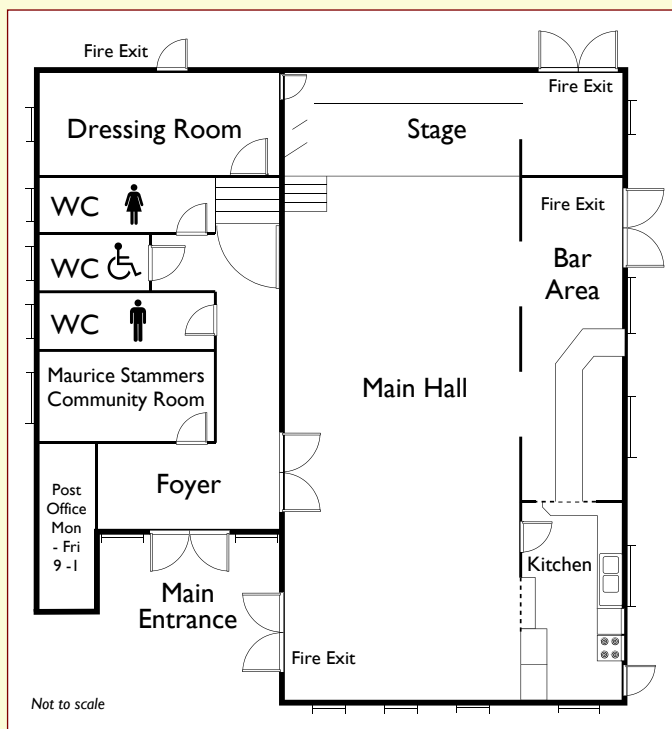 Fire Exit
Fire Exit
Dressing Room
Stage
WC
Fire Exit
WC
Bar
Area
WC
Maurice Stammers
Community Room
Main Hall
Post
Office
Mon
- Fri
9 -1
Foyer
Kitchen
Main
Entrance
Fire Exit
Not to scale